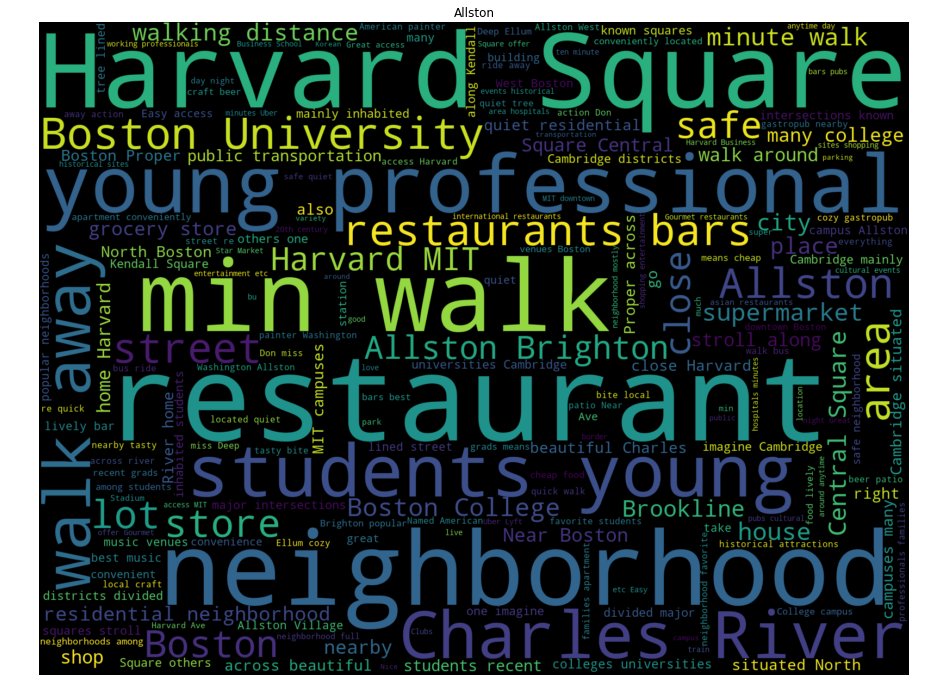 Allston
walking distance
many
American painter
Allston West
known squares
anytime day
working professionals
Business School
Korean
Great access
Deep Ellum
Square offer
conveniently located
minute walk
Harvard Square
tree lined
along Kendall
ten minute
building
ride away
bars pubs
day night
craft beer
West Boston
events historical
away action
Easy access
minutes Uber
mainly inhabited
quiet tree
area hospitals
action Don
intersections known
Boston University
quiet residential
safe
gastropub nearby
many college
transportation
Square Central
Harvard Business
sites shopping
Boston Proper
public transportation
access Harvard
Cambridge districts
walk around
parking
historical sites
young professional
safe quiet
MIT downtown
apartment conveniently
variety
also
international restaurants
Gourmet restaurants
cozy gastropub
grocery store
20th century
restaurants bars
super
city
campus Allston
street re
others one
venues Boston
place
everything
North Boston
Star Market
Harvard MIT
means cheap
Kendall Square
Cambridge mainly
entertainment etc
around
quiet
go
asian restaurants
cultural events
popular neighborhoods
walk away
home Harvard
min walk
bu
station
good
neighborhood mostly
Proper across
shopping entertainment
close
much
Allston
supermarket
painter Washington
downtown Boston
street
Don miss
Allston Brighton
stroll along
area
Cambridge situated
bus ride
Washington Allston
love
universities Cambridge
close Harvard
walk bus
safe neighborhood
MIT campuses
restaurant
bite local
hospitals minutes
location
re quick
located quiet
bars best
patio Near
min
public
lively bar
park
Ave
border
Central Square
nearby tasty
miss Deep
lined street
grads means
beautiful Charles
imagine Cambridge
River home
inhabited students
tasty bite
across river
recent grads
students young
cheap food
food lively
around anytime
among students
access MIT
quick walk
beer patio
Stadium
major intersections
Boston College
Brookline
right
lot
store
offer Gourmet
Brighton popular
Named American
Uber Lyft
favorite students
pubs cultural
music venues
convenience
Ellum cozy
live
Near Boston
take
house
great
historical attractions
campuses many
professionals families
best music
convenient
neighborhood
local craft
families apartment
neighborhood favorite
districts divided
etc Easy
residential neighborhood
Charles River
one imagine
divided major
College campus
Harvard Ave
Allston Village
squares stroll
neighborhoods among
Boston
neighborhood full
nearby
Clubs
campus
train
shop
Square others
across beautiful
Nice
students recent
colleges universities
situated North